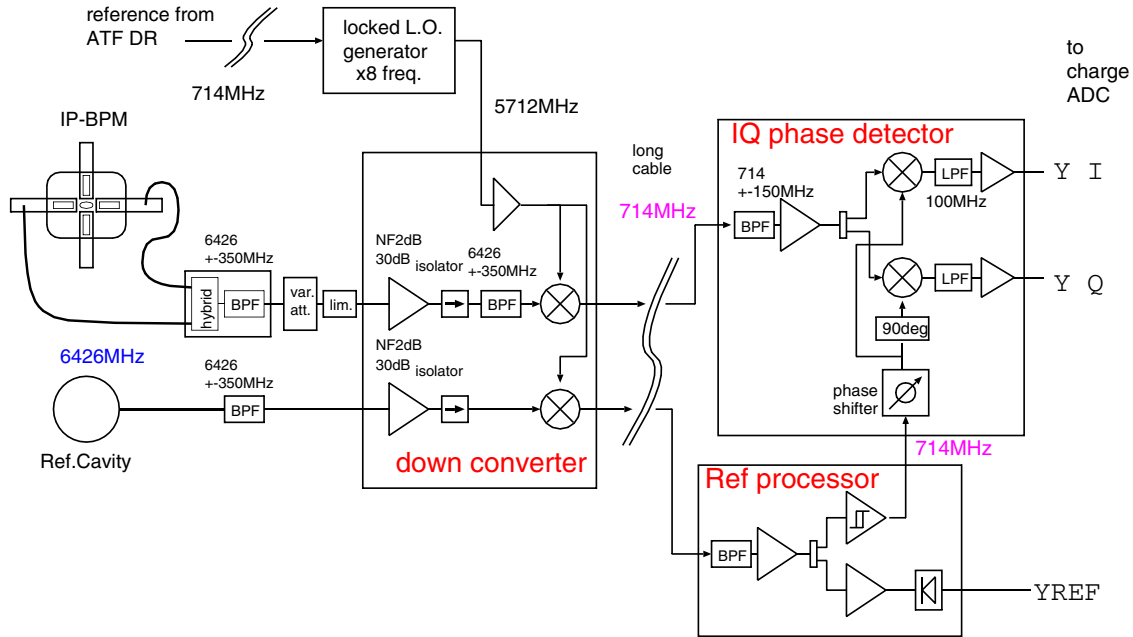 reference from
ATF DR
714MHz
locked L.O.
generator
x8 freq.
5712MHz
to
charge
ADC
IP-BPM
IQ phase detector
long
cable
714MHz
714
+-150MHz
BPF
LPF
100MHz
Y I
6426
+-350MHz
hybrid
BPF
var.
att.
lim.
NF2dB
30dB
isolator
6426
+-350MHz
BPF
LPF
Y Q
90deg
phase
shifter
714MHz
6426MHz
6426
+-350MHz
BPF
NF2dB
30dB
isolator
Ref.Cavity
down converter
Ref processor
BPF
YREF